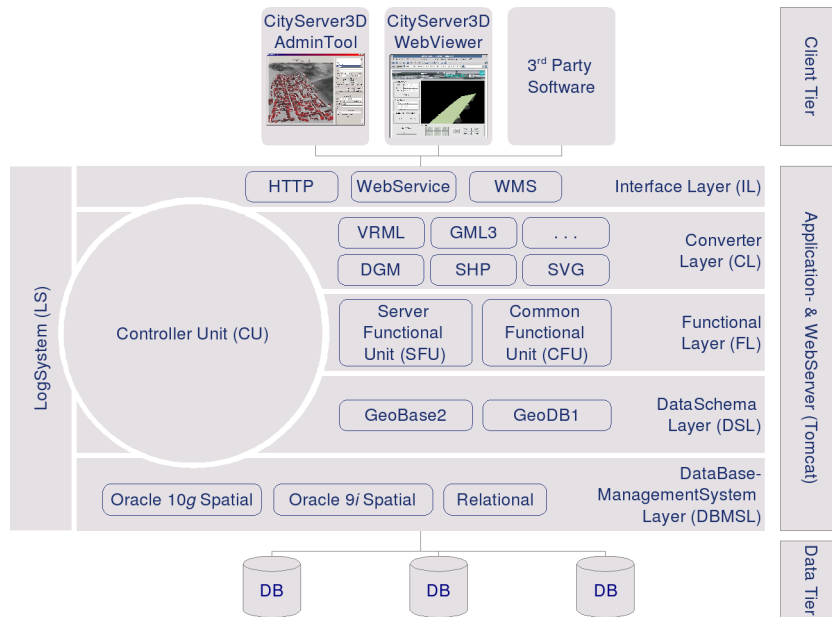 CityServer3D
AdminTool
CityServer3D
WebViewer
3rd Party
Software
Client Tier
HTTP
WebService
WMS
Interface Layer (IL)
LogSystem (LS)
Controller Unit (CU)
VRML
GML3
. . .
DGM
SHP
SVG
Converter
Layer (CL)
Server
Functional
Unit (SFU)
Common
Functional
Unit (CFU)
Functional
Layer (FL)
GeoBase2
GeoDB1
DataSchema
Layer (DSL)
Oracle 10g Spatial
Oracle 9i Spatial
Relational
DataBase-
ManagementSystem
Layer (DBMSL)
Application- & WebServer (Tomcat)
DB
DB
DB
Data Tier